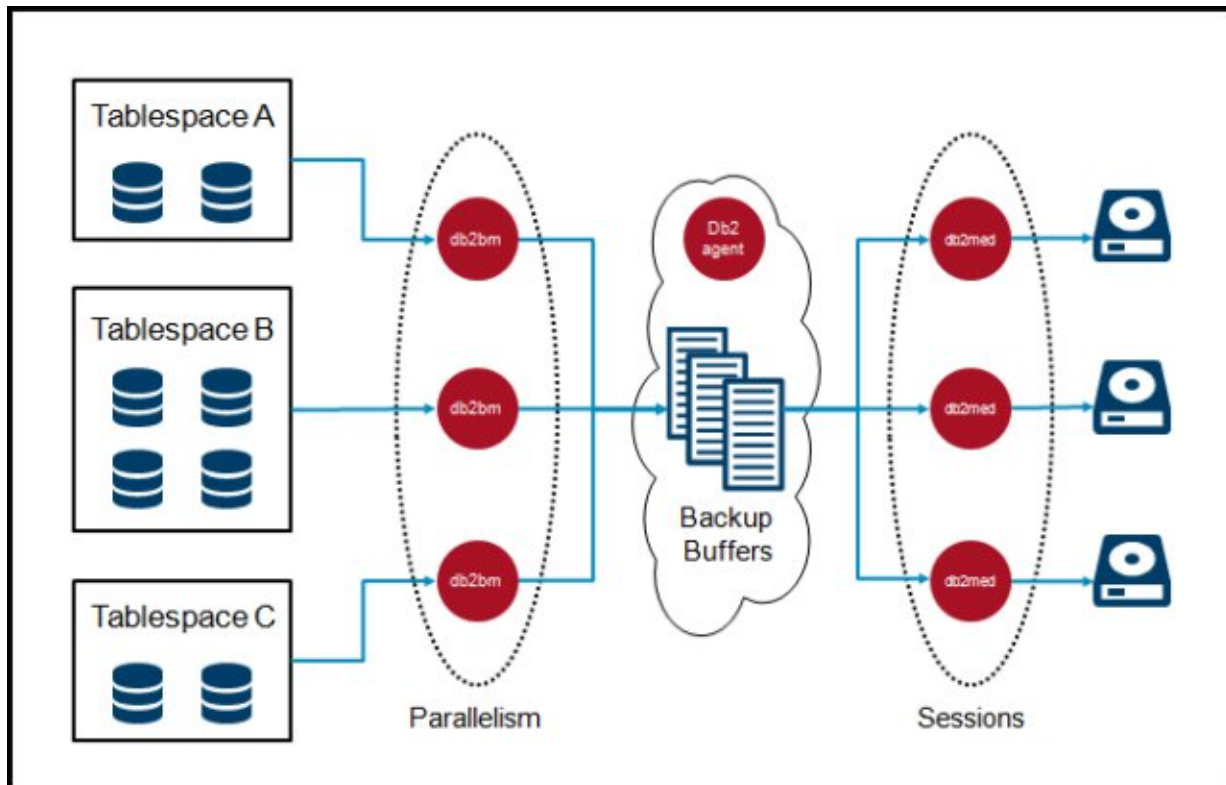 Tablespace A
Tablespace B
Tablespace C
db2bm
db2bm
db2bm
Parallelism
Db2
agent
Backup
Buffers
db2med
db2med
db2med
Sessions